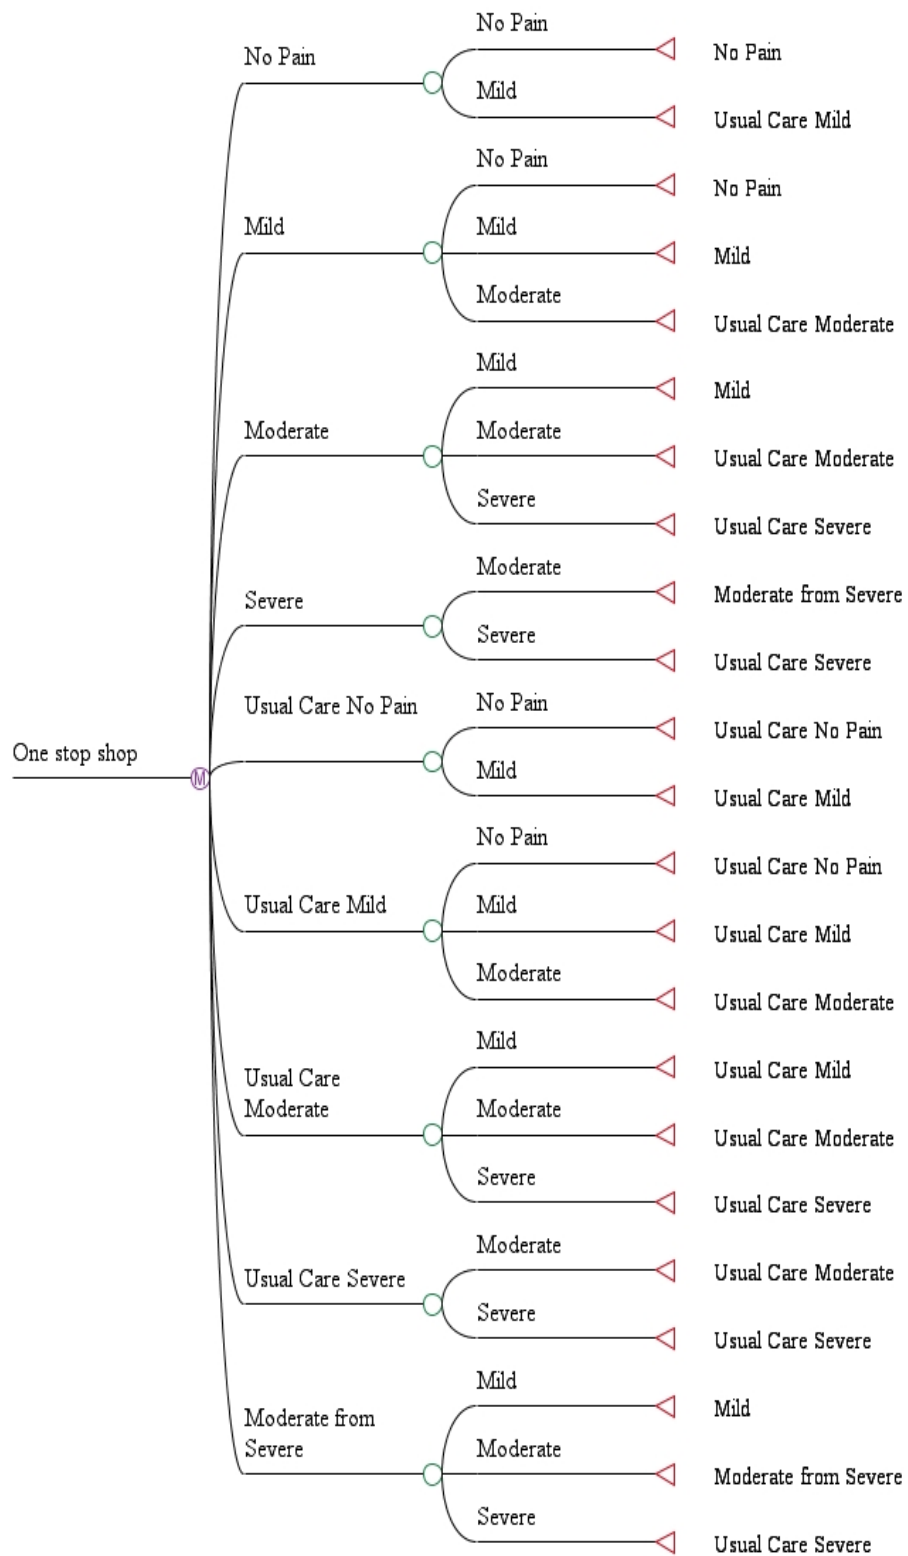 No Pain
No Pain
No Pain
Mild
Usual Care Mild
No Pain
No Pain
Mild
Mild
Mild
Moderate
Usual Care Moderate
Mild
Mild
Moderate
Moderate
Usual Care Moderate
Severe
Usual Care Severe
Moderate
Moderate from Severe
Severe
Severe
Usual Care Severe
Usual Care No Pain
No Pain
Usual Care No Pain
One stop shop
M
Mild
Usual Care Mild
No Pain
Usual Care No Pain
Usual Care Mild
Mild
Usual Care Mild
Moderate
Usual Care Moderate
Mild
Usual Care Mild
Usual Care
Moderate
Moderate
Usual Care Moderate
Severe
Usual Care Severe
Moderate
Usual Care Moderate
Usual Care Severe
Severe
Usual Care Severe
Mild
Mild
Moderate from
Severe
Moderate
Moderate from Severe
Severe
Usual Care Severe